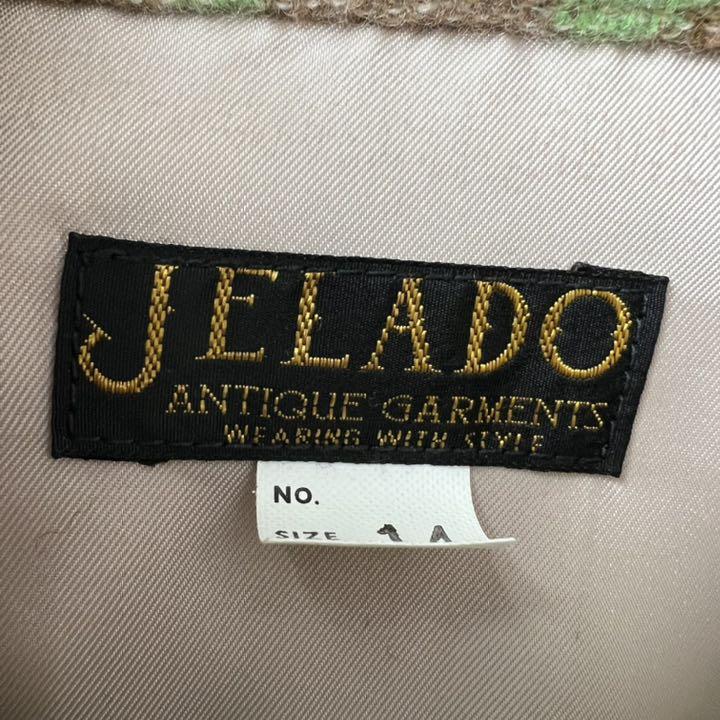 JELADO
ANTIQUE GARMENTS
WEARING WITH STYLE
NO.
SIZE